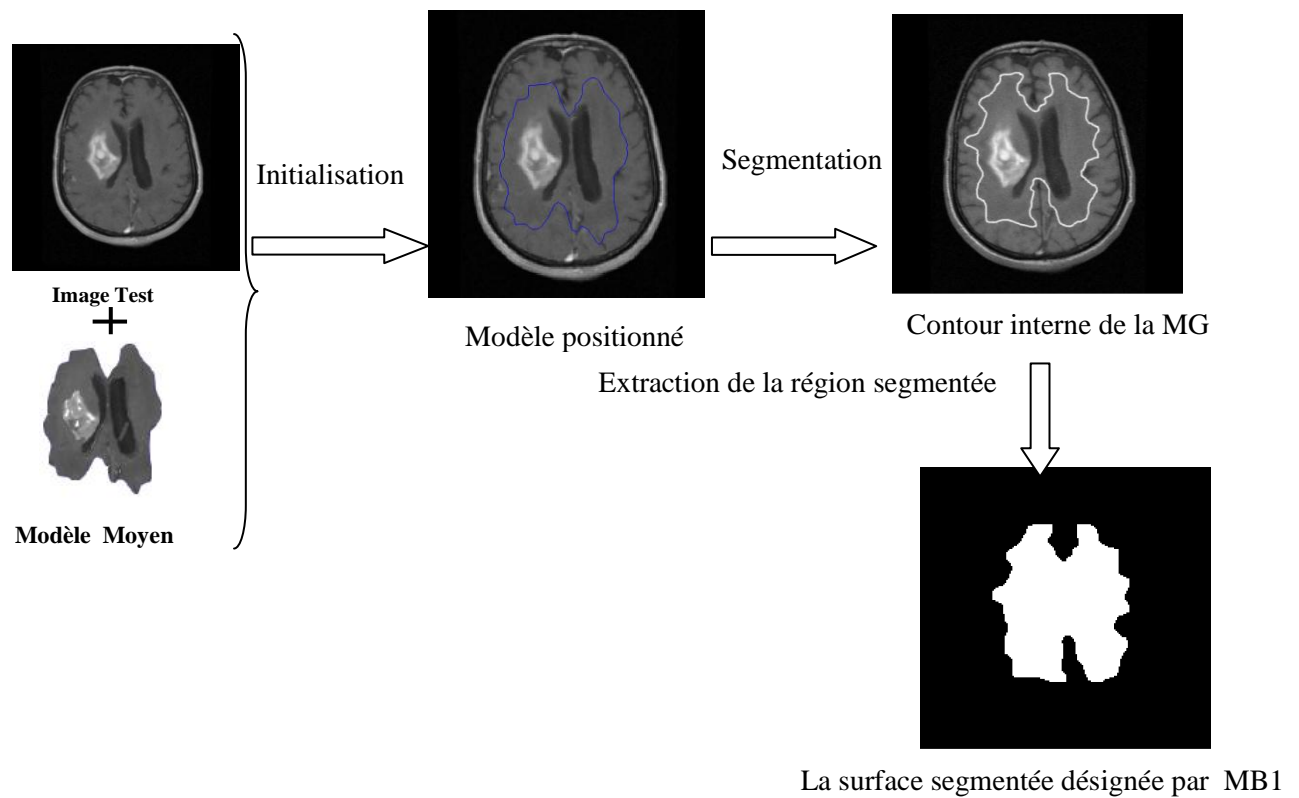 Image Test
+
Modèle Moyen
Initialisation
Modèle positionné
Segmentation
Contour interne de la MG
Extraction de la région segmentée
La surface segmentée désignée par MB1